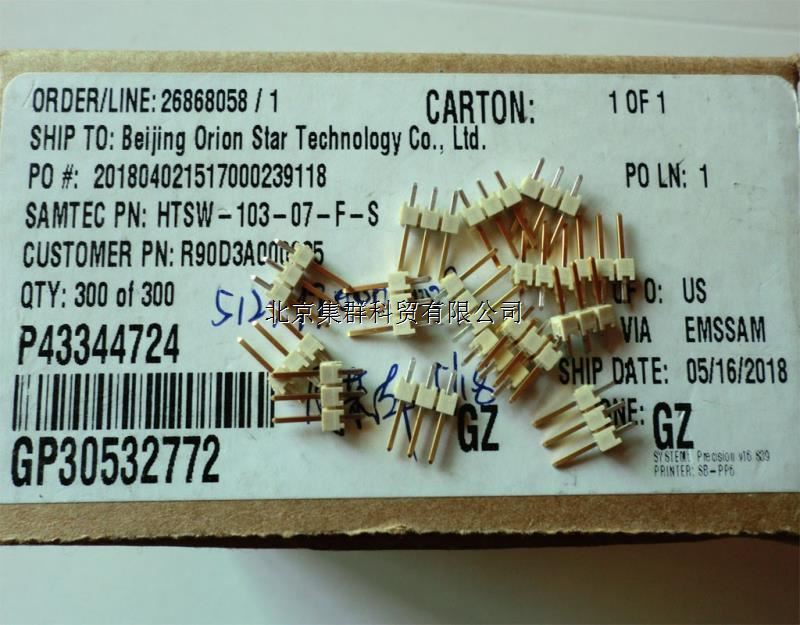 ORDER/LINE: 26868058 / 1
CARTON: 1 OF 1
SHIP TO: Beijing Orion Star Technology Co., Ltd.
PO #: 201804021517000239118
PO LN: 1
SAMTEC PN: HTSW-103-07-F-S
CUSTOMER PN:
QTY: 300 of 300
O: US
北京集群科贸有限公司
P43344724
VIA EMSSAM
SHIP DATE: 05/16/2018
GZ
GZ
GP30532772
SYSTEM: Precision v16
PRINTER: SB-PP6